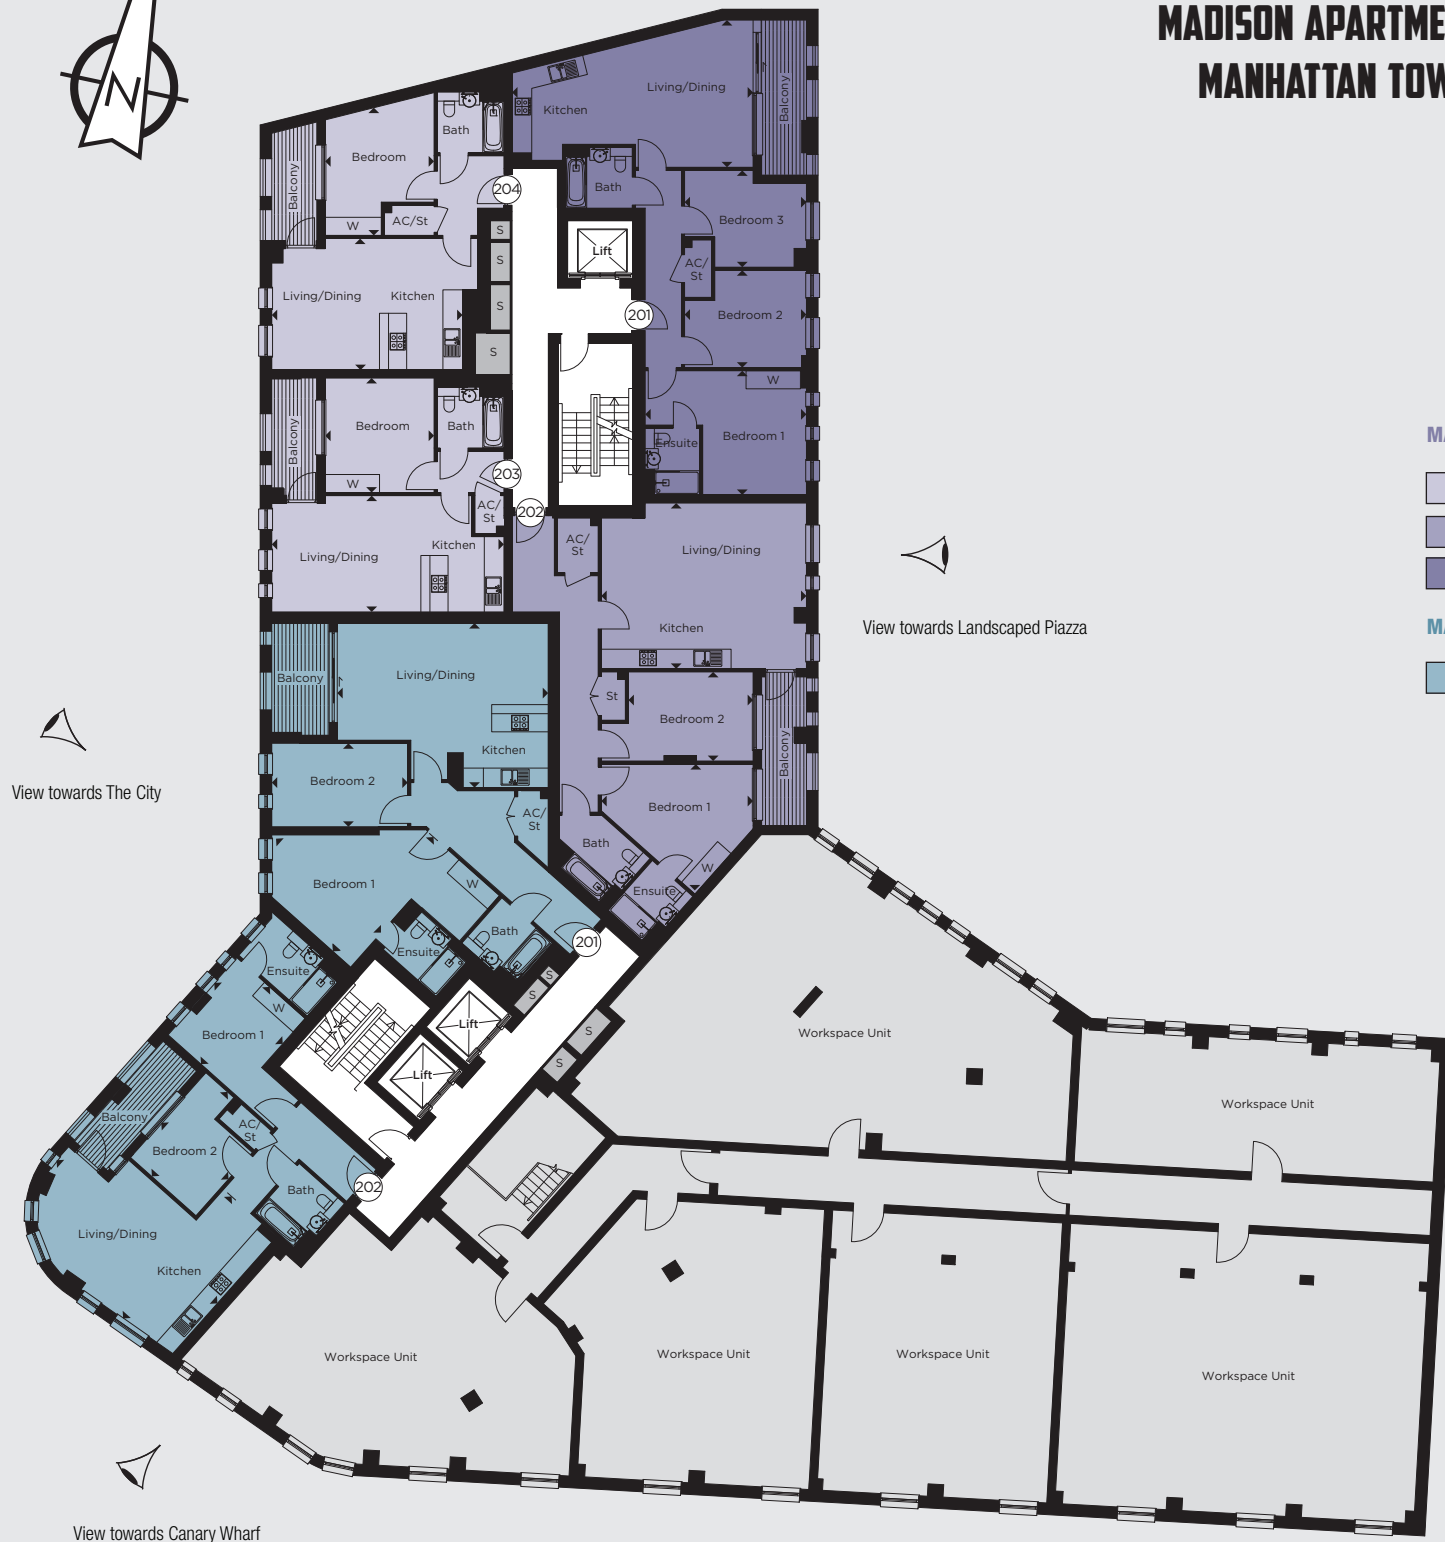 MADISON APARTME
MANHATTAN TOW
N
Living/Dining
Kitchen
Balcony
Bath
Bedroom
Balcony
204
Bath
AC/St
W
Bedroom 3
S
Lift
S
AC/
St
Living/Dining
Kitchen
S
201
Bedroom 2
S
W
Bedroom
Bath
Balcony
Ensuite
Bedroom 1
W
203
AC/
St
202
Living/Dining
Kitchen
AC/
St
Living/Dining
Kitchen
View towards Landscaped Piazza
MA
MA
Balcony
Living/Dining
Kitchen
St
Bedroom 2
Balcony
View towards The City
Bedroom 2
AC/
St
Bedroom 1
Bath
W
Ensuite
Bedroom 1
W
Bath
Ensuite
201
Ensuite
W
Bedroom 1
S
S
S
S
Lift
Lift
Workspace Unit
Workspace Unit
Balcony
AC/
St
Bedroom 2
Bath
202
Living/Dining
Kitchen
Workspace Unit
Workspace Unit
Workspace Unit
Workspace Unit
View towards Canary Wharf